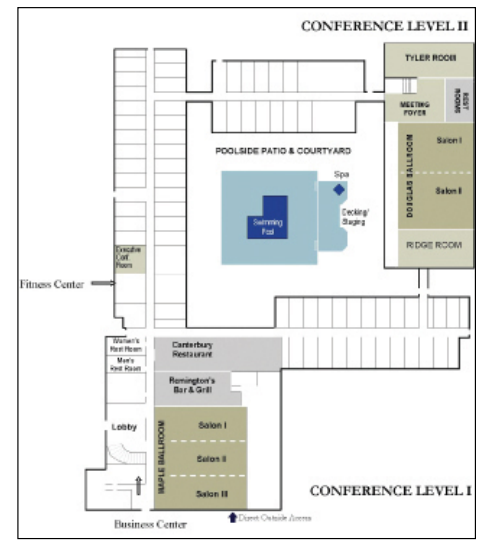 CONFERENCE LEVEL II
TYLER ROOM
REST
ROOMS
MEETING
FOYER
POOLSIDE PATIO & COURTYARD
DOUGLAS BALLROOM
Salon I
Salon II
Spa
Decking/
Staging
Swimming
Pool
RIDGE ROOM
Executive
Conf.
Room
Fitness Center
Women's
Rest Room
Men's
Rest Room
Canterbury
Restaurant
Remington's
Bar & Grill
Lobby
MAPLE BALLROOM
Salon I
Salon II
Salon III
CONFERENCE LEVEL I
Business Center
Direct Outside Access